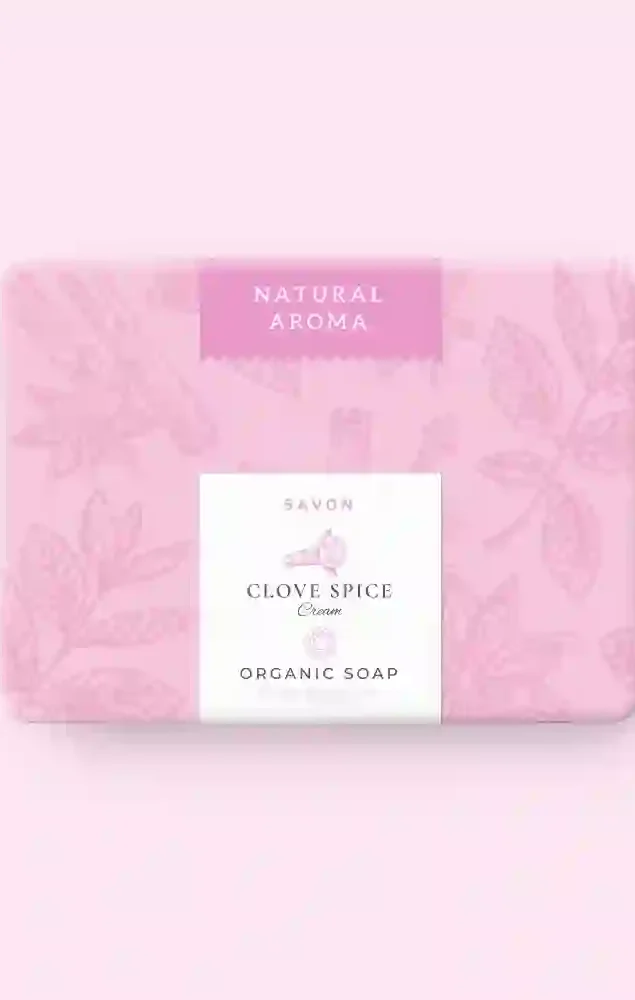 NATURAL
AROMA
SAVON
CLOVE SPICE
Cream
ORGANIC SOAP